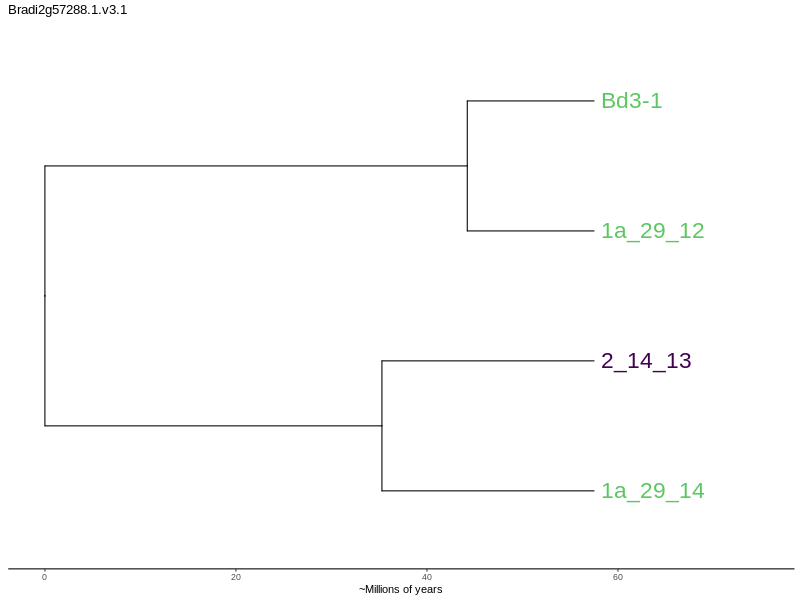 Bradi2g57288.1.v3.1
Bd3-1
1a_29_12
2_14_13
1a_29_14
0 20 40 60
~Millions of years